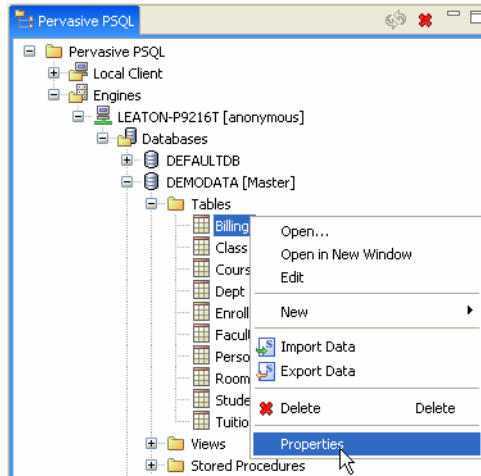 Pervasive PSQL
Pervasive PSQL
Local Client
Engines
LEATON-P9216T [anonymous]
Databases
DEFAULTDB
DEMODATA [Master]
Tables
Billing
Class
Cours
Dept
Enroll
Facul
Perso
Room
Stude
Tuitio
Views
Stored Procedures
Open...
Open in New Window
Edit
New
Import Data
Export Data
Delete Delete
Properties